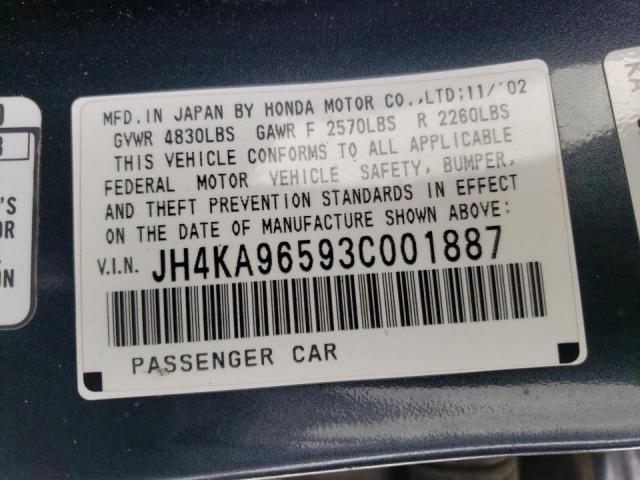 MFD.IN JAPAN BY HONDA MOTOR CO.,LTD;11/'02
GVWR 4830LBS GAWR F 2570LBS R 2260LBS
THIS VEHICLE CONFORMS TO ALL APPLICABLE
FEDERAL MOTOR VEHICLE SAFETY, BUMPER,
AND THEFT PREVENTION STANDARDS IN EFFECT
ON THE DATE OF MANUFACTURE SHOWN ABOVE:
V.I.N. JH4KA96593C001887
PASSENGER CAR